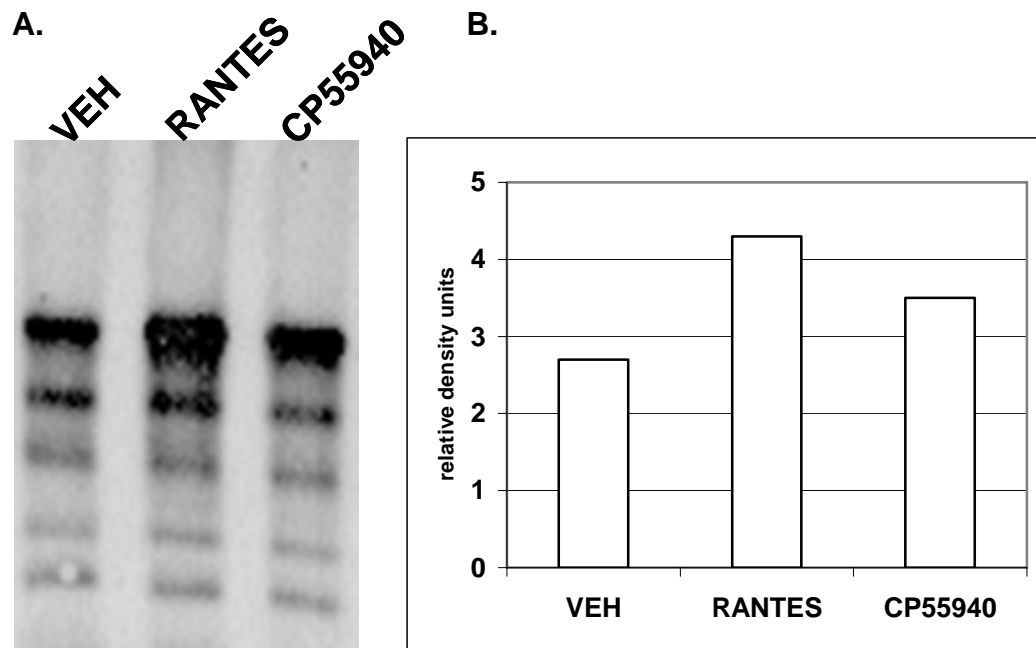 A.
VEH
RANTES
CP55940
B.
relative density units
5
4
3
2
1
0
VEH
RANTES
CP55940